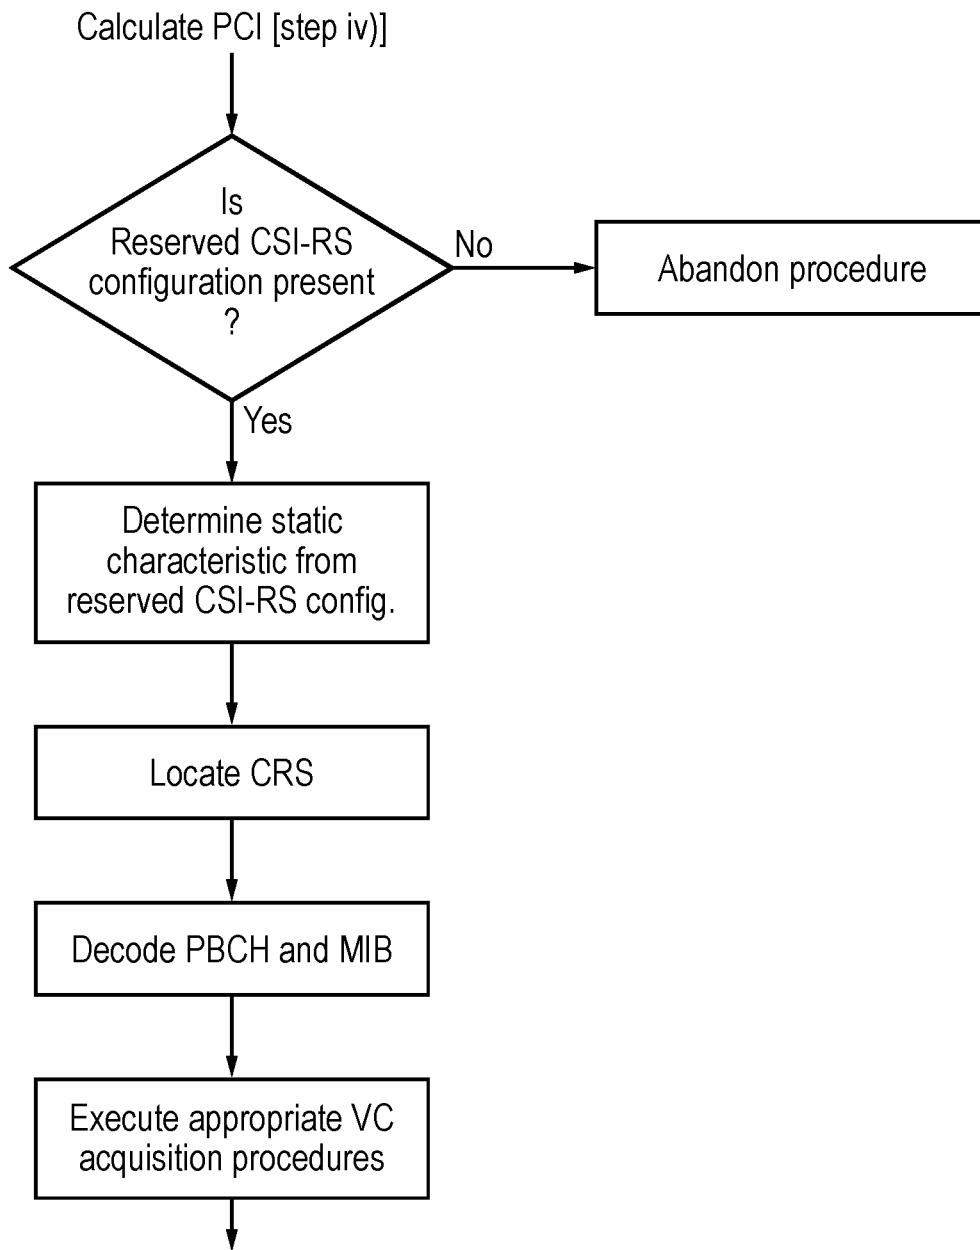 Calculate PCI [step iv)]
Is
Reserved CSI-RS
configuration present
?
No
Abandon procedure
Yes
Determine static
characteristic from
reserved CSI-RS config.
Locate CRS
Decode PBCH and MIB
Execute appropriate VC
acquisition procedures